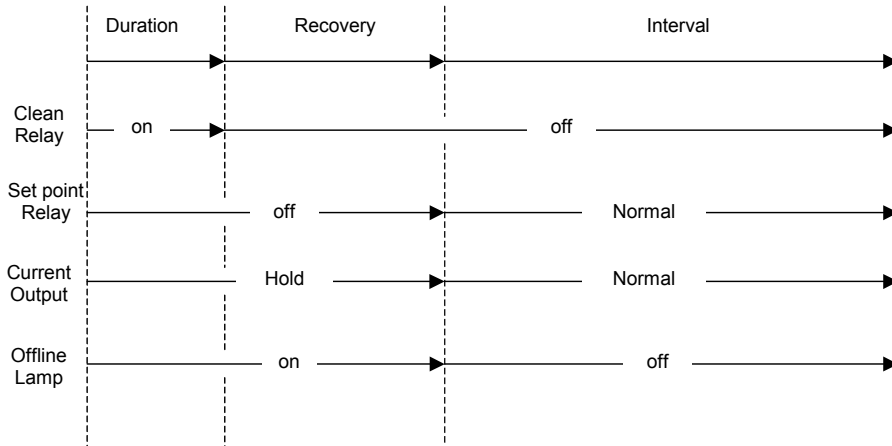 Duration Recovery Interval
Clean
Relay
on off
Set point
Relay
off Normal
Current
Output
Hold Normal
Offline
Lamp
on off